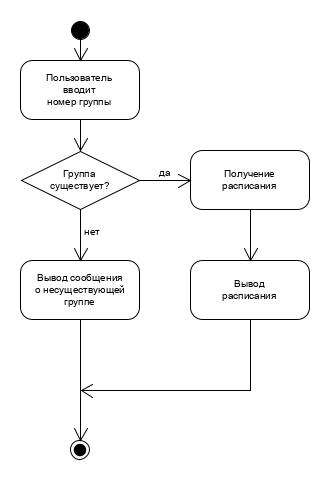 Пользователь
вводит
номер группы
Группа
существует?
да
Получение
расписания
нет
Вывод сообщения
о несуществующей
группе
Вывод
расписания